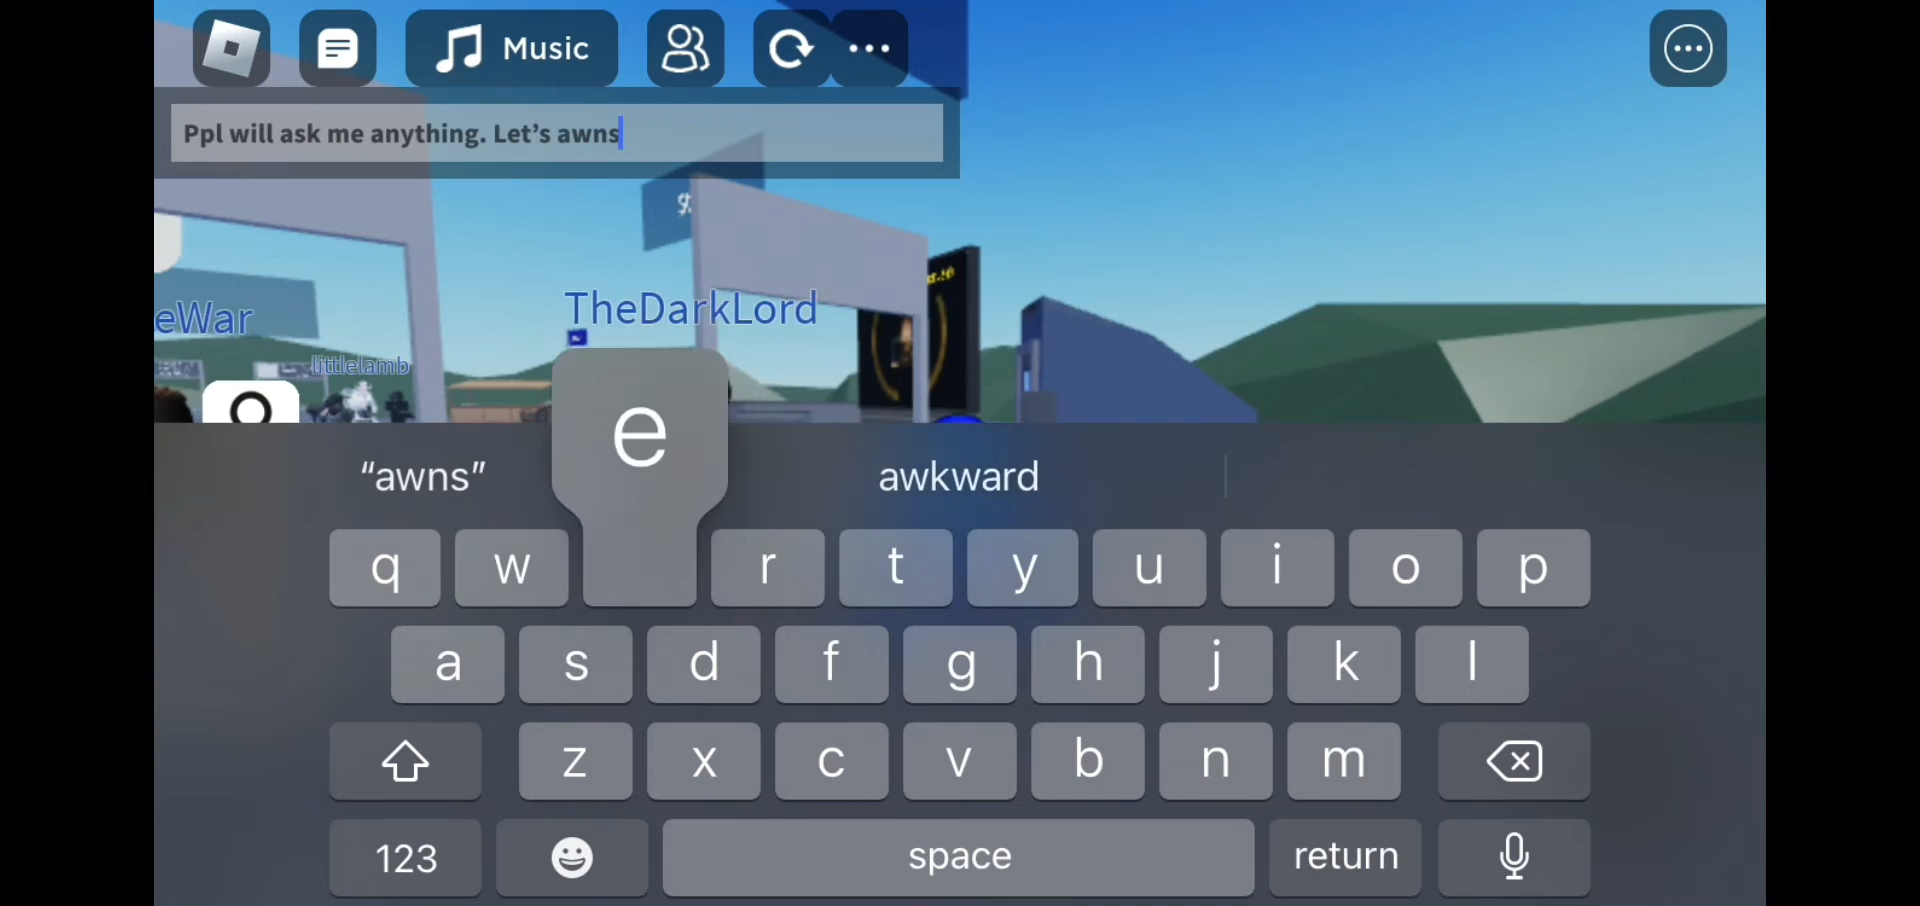 Music
Ppl will ask me anything. Let’s awns
eWar
TheDarkLord
littlelamb
e
“awns”
awkward
q w r t y u i o p
a s d f g h j k l
z x c v b n m
123
space
return